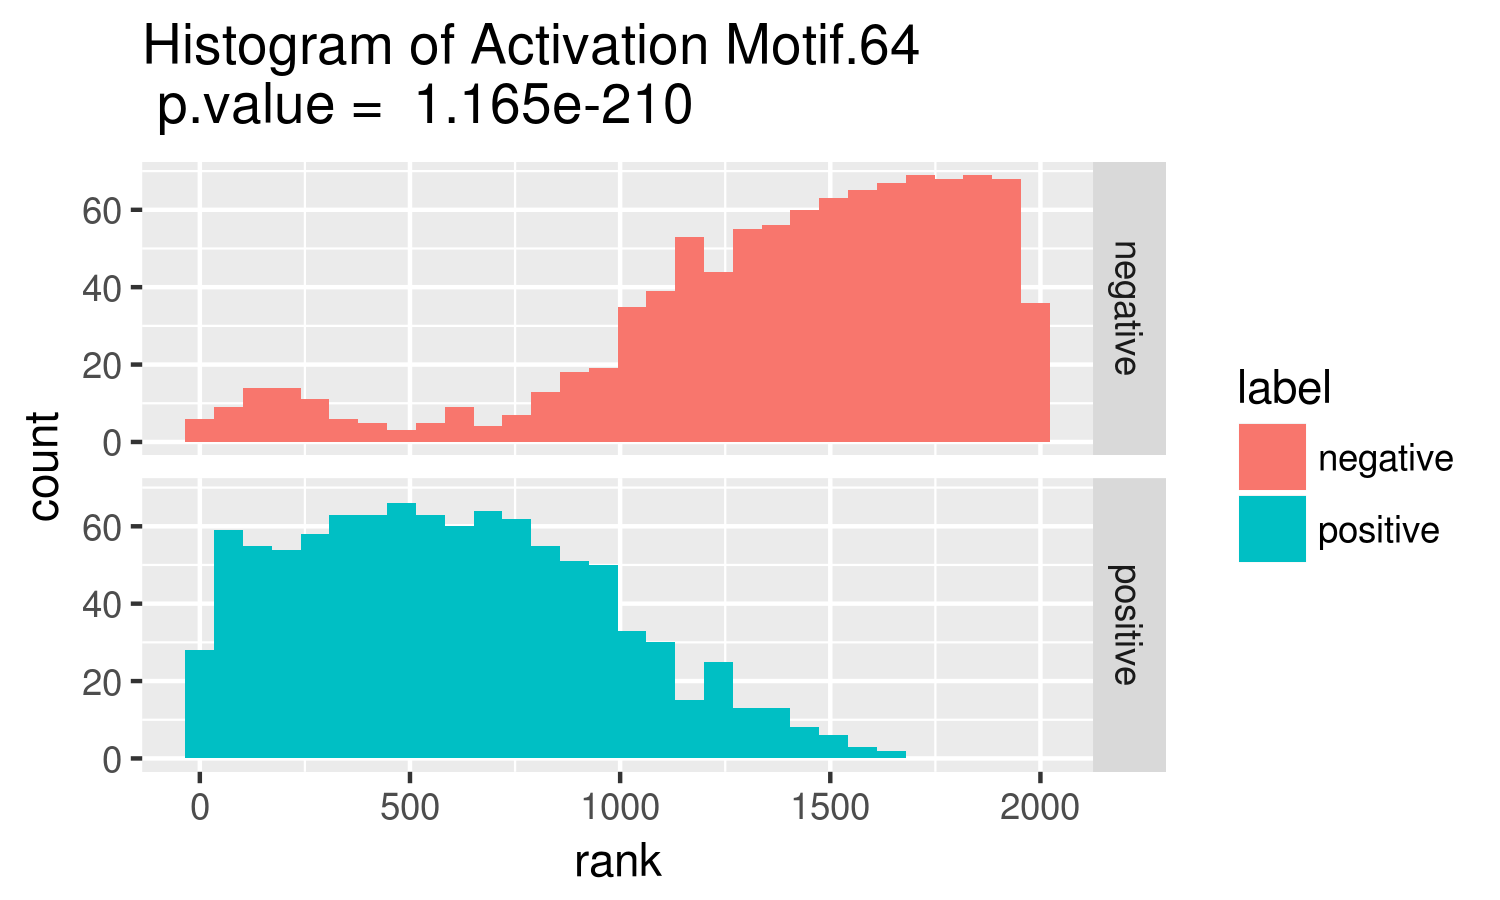 Histogram of Activation Motif.64
p.value = 1.165e-210
count
60
40
20
0
negative
60
40
20
0
positive
0 500 1000 1500 2000
rank
label
negative
positive